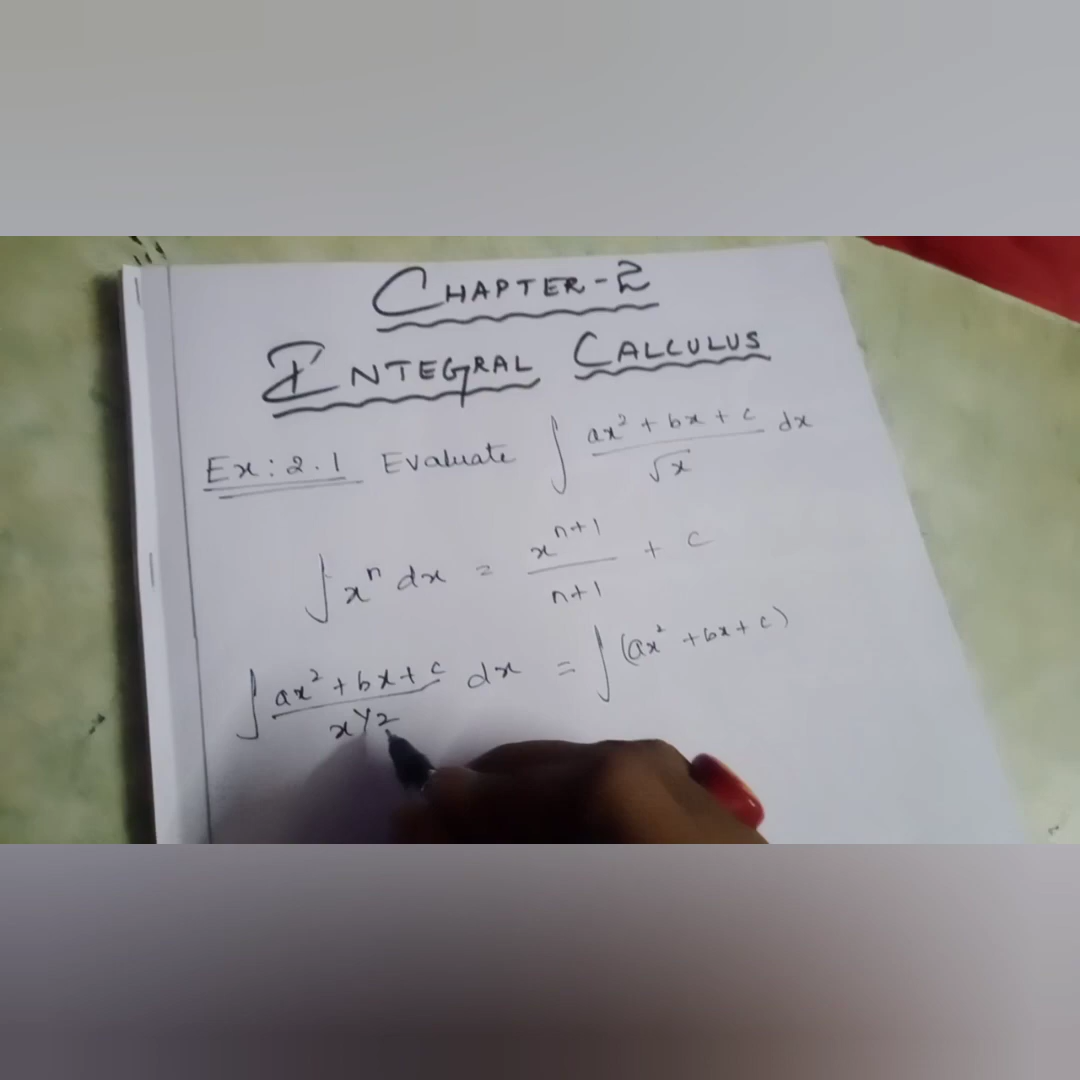 CHAPTER-2
INTEGRAL CALCULUS
Ex: 2.1 Evaluate ∫ (ax² + bx + c)/√x dx
∫ xⁿ dx = xⁿ⁺¹/(n+1) + c
∫ (ax² + bx + c)/x^(1/2) dx = ∫ (ax² + bx + c)